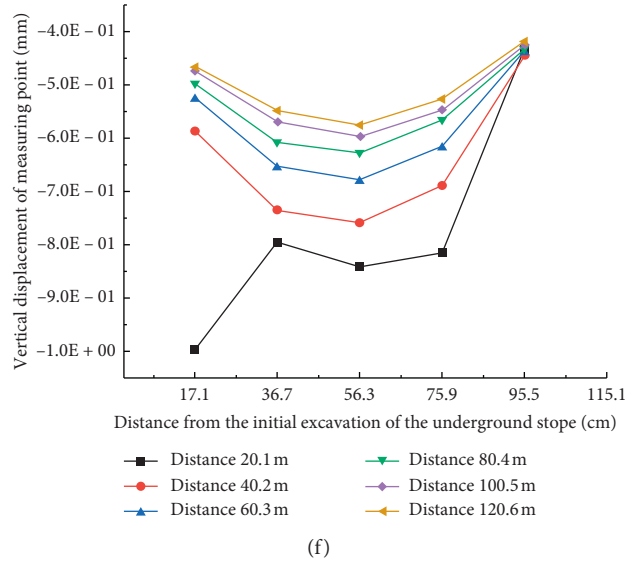 Vertical displacement of measuring point (mm)
−4.0E − 01
−5.0E − 01
−6.0E − 01
−7.0E − 01
−8.0E − 01
−9.0E − 01
−1.0E + 00
17.1 36.7 56.3 75.9 95.5 115.1
Distance from the initial excavation of the underground stope (cm)
Distance 20.1 m
Distance 40.2 m
Distance 60.3 m
Distance 80.4 m
Distance 100.5 m
Distance 120.6 m
(f)